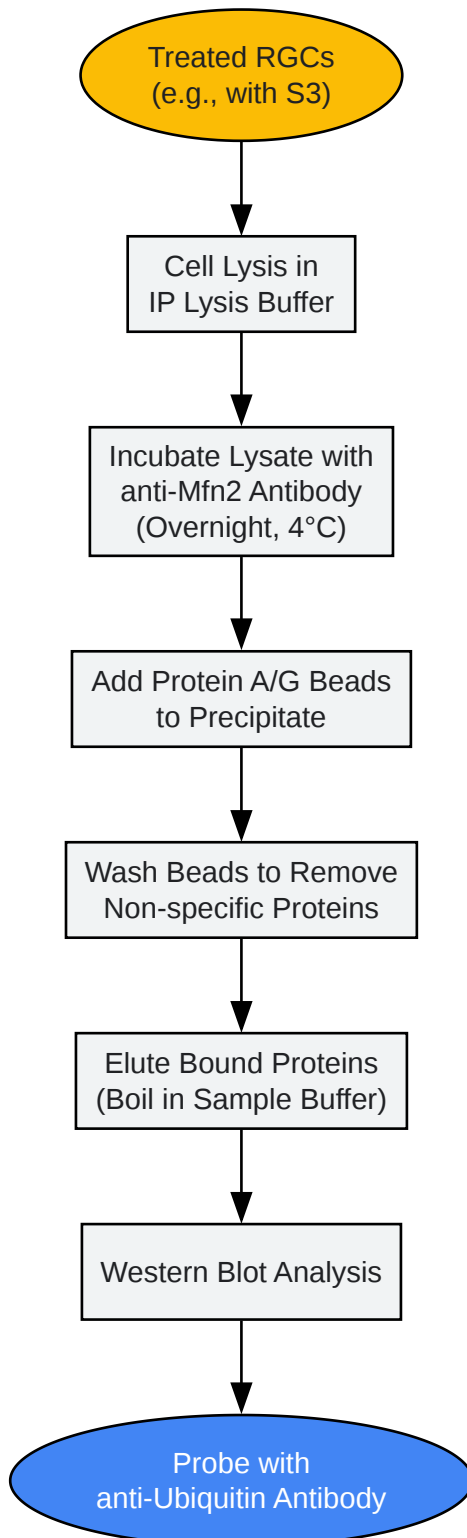 Treated RGCs
(e.g., with S3)
Cell Lysis in
IP Lysis Buffer
Incubate Lysate with
anti-Mfn2 Antibody
(Overnight, 4°C)
Add Protein A/G Beads
to Precipitate
Wash Beads to Remove
Non-specific Proteins
Elute Bound Proteins
(Boil in Sample Buffer)
Western Blot Analysis
Probe with
anti-Ubiquitin Antibody